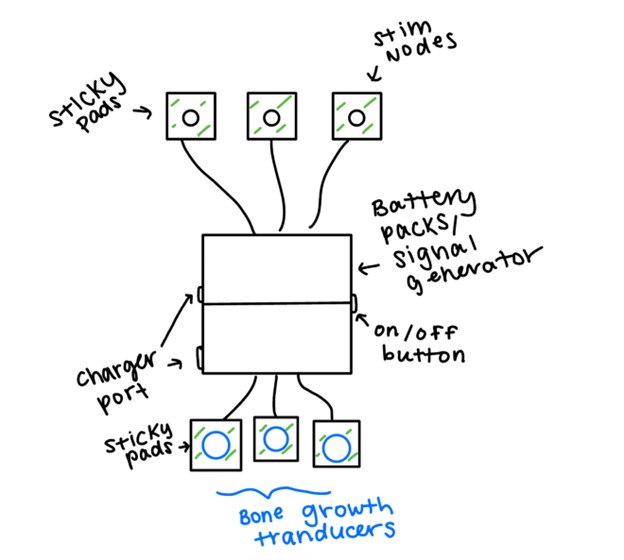 stim
nodes
sticky
pads
Battery
packs/
signal
generator
on/off
button
charger
port
sticky
pads
Bone growth
tranducers